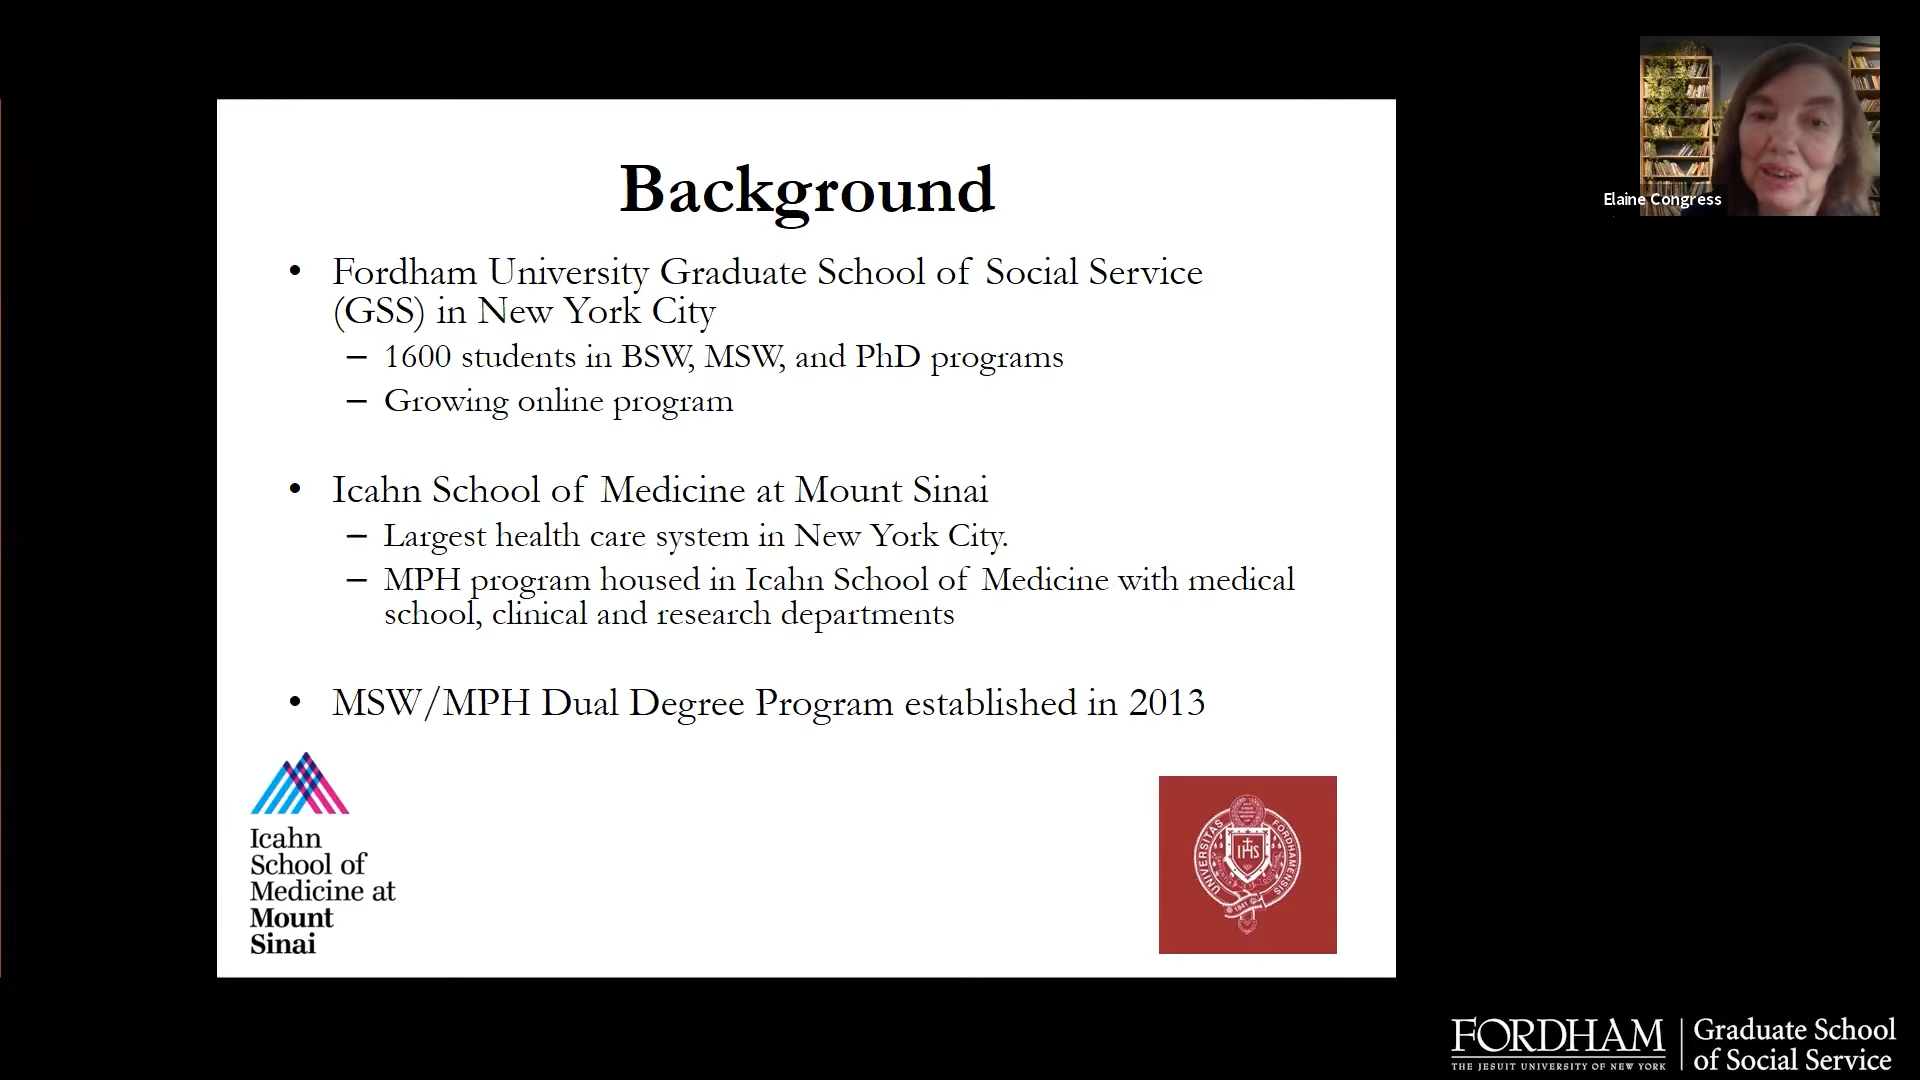 Background
• Fordham University Graduate School of Social Service
(GSS) in New York City
– 1600 students in BSW, MSW, and PhD programs
– Growing online program
• Icahn School of Medicine at Mount Sinai
– Largest health care system in New York City.
– MPH program housed in Icahn School of Medicine with medical
school, clinical and research departments
• MSW/MPH Dual Degree Program established in 2013
Icahn
School of
Medicine at
Mount
Sinai
UNIVERSITAS FORDHAMENSIS
IHS
1841
Elaine Congress
FORDHAM
THE JESUIT UNIVERSITY OF NEW YORK
Graduate School
of Social Service